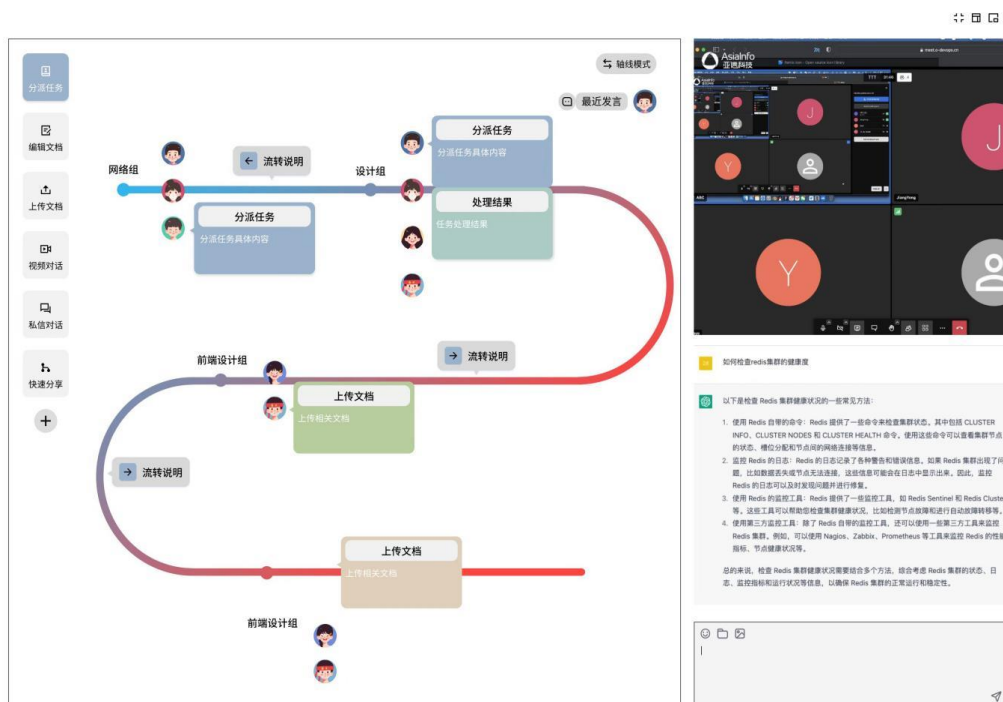 分派任务
编辑文档
上传文档
视频对话
私信对话
快速分享
轴线模式
最近发言
分派任务
分派任务具体内容
网络组
流转说明
设计组
处理结果
任务处理结果
分派任务
分派任务具体内容
流转说明
前端设计组
上传文档
上传相关文档
流转说明
上传文档
上传相关文档
前端设计组
AsiaInfo
亚信科技
J
Y
J
Y
JiangYong
如何检查redis集群的健康度
以下是检查 Redis 集群健康状况的一些常见方法：
1. 使用 Redis 自带的命令：Redis 提供了一些命令来检查集群状态。其中包括 CLUSTER
INFO、CLUSTER NODES 和 CLUSTER HEALTH 命令。使用这些命令可以查看集群节点
的状态、槽位分配和节点间的网络连接等信息。
2. 监控 Redis 的日志：Redis 的日志记录了各种警告和错误信息。如果 Redis 集群出现了问
题，比如数据丢失或节点无法连接，这些信息可能会在日志中显示出来。因此，监控
Redis 的日志可以及时发现问题并进行修复。
3. 使用 Redis 的监控工具：Redis 提供了一些监控工具，如 Redis Sentinel 和 Redis Cluste
等。这些工具可以帮助您检查集群健康状况，比如检测节点故障和进行自动故障转移等。
4. 使用第三方监控工具：除了 Redis 自带的监控工具，还可以使用一些第三方工具来监控
Redis 集群。例如，可以使用 Nagios、Zabbix、Prometheus 等工具来监控 Redis 的性能
指标、节点健康状况等。
总的来说，检查 Redis 集群健康状况需要结合多个方法，综合考虑 Redis 集群的状态、日
志、监控指标和运行状况等信息，以确保 Redis 集群的正常运行和稳定性。